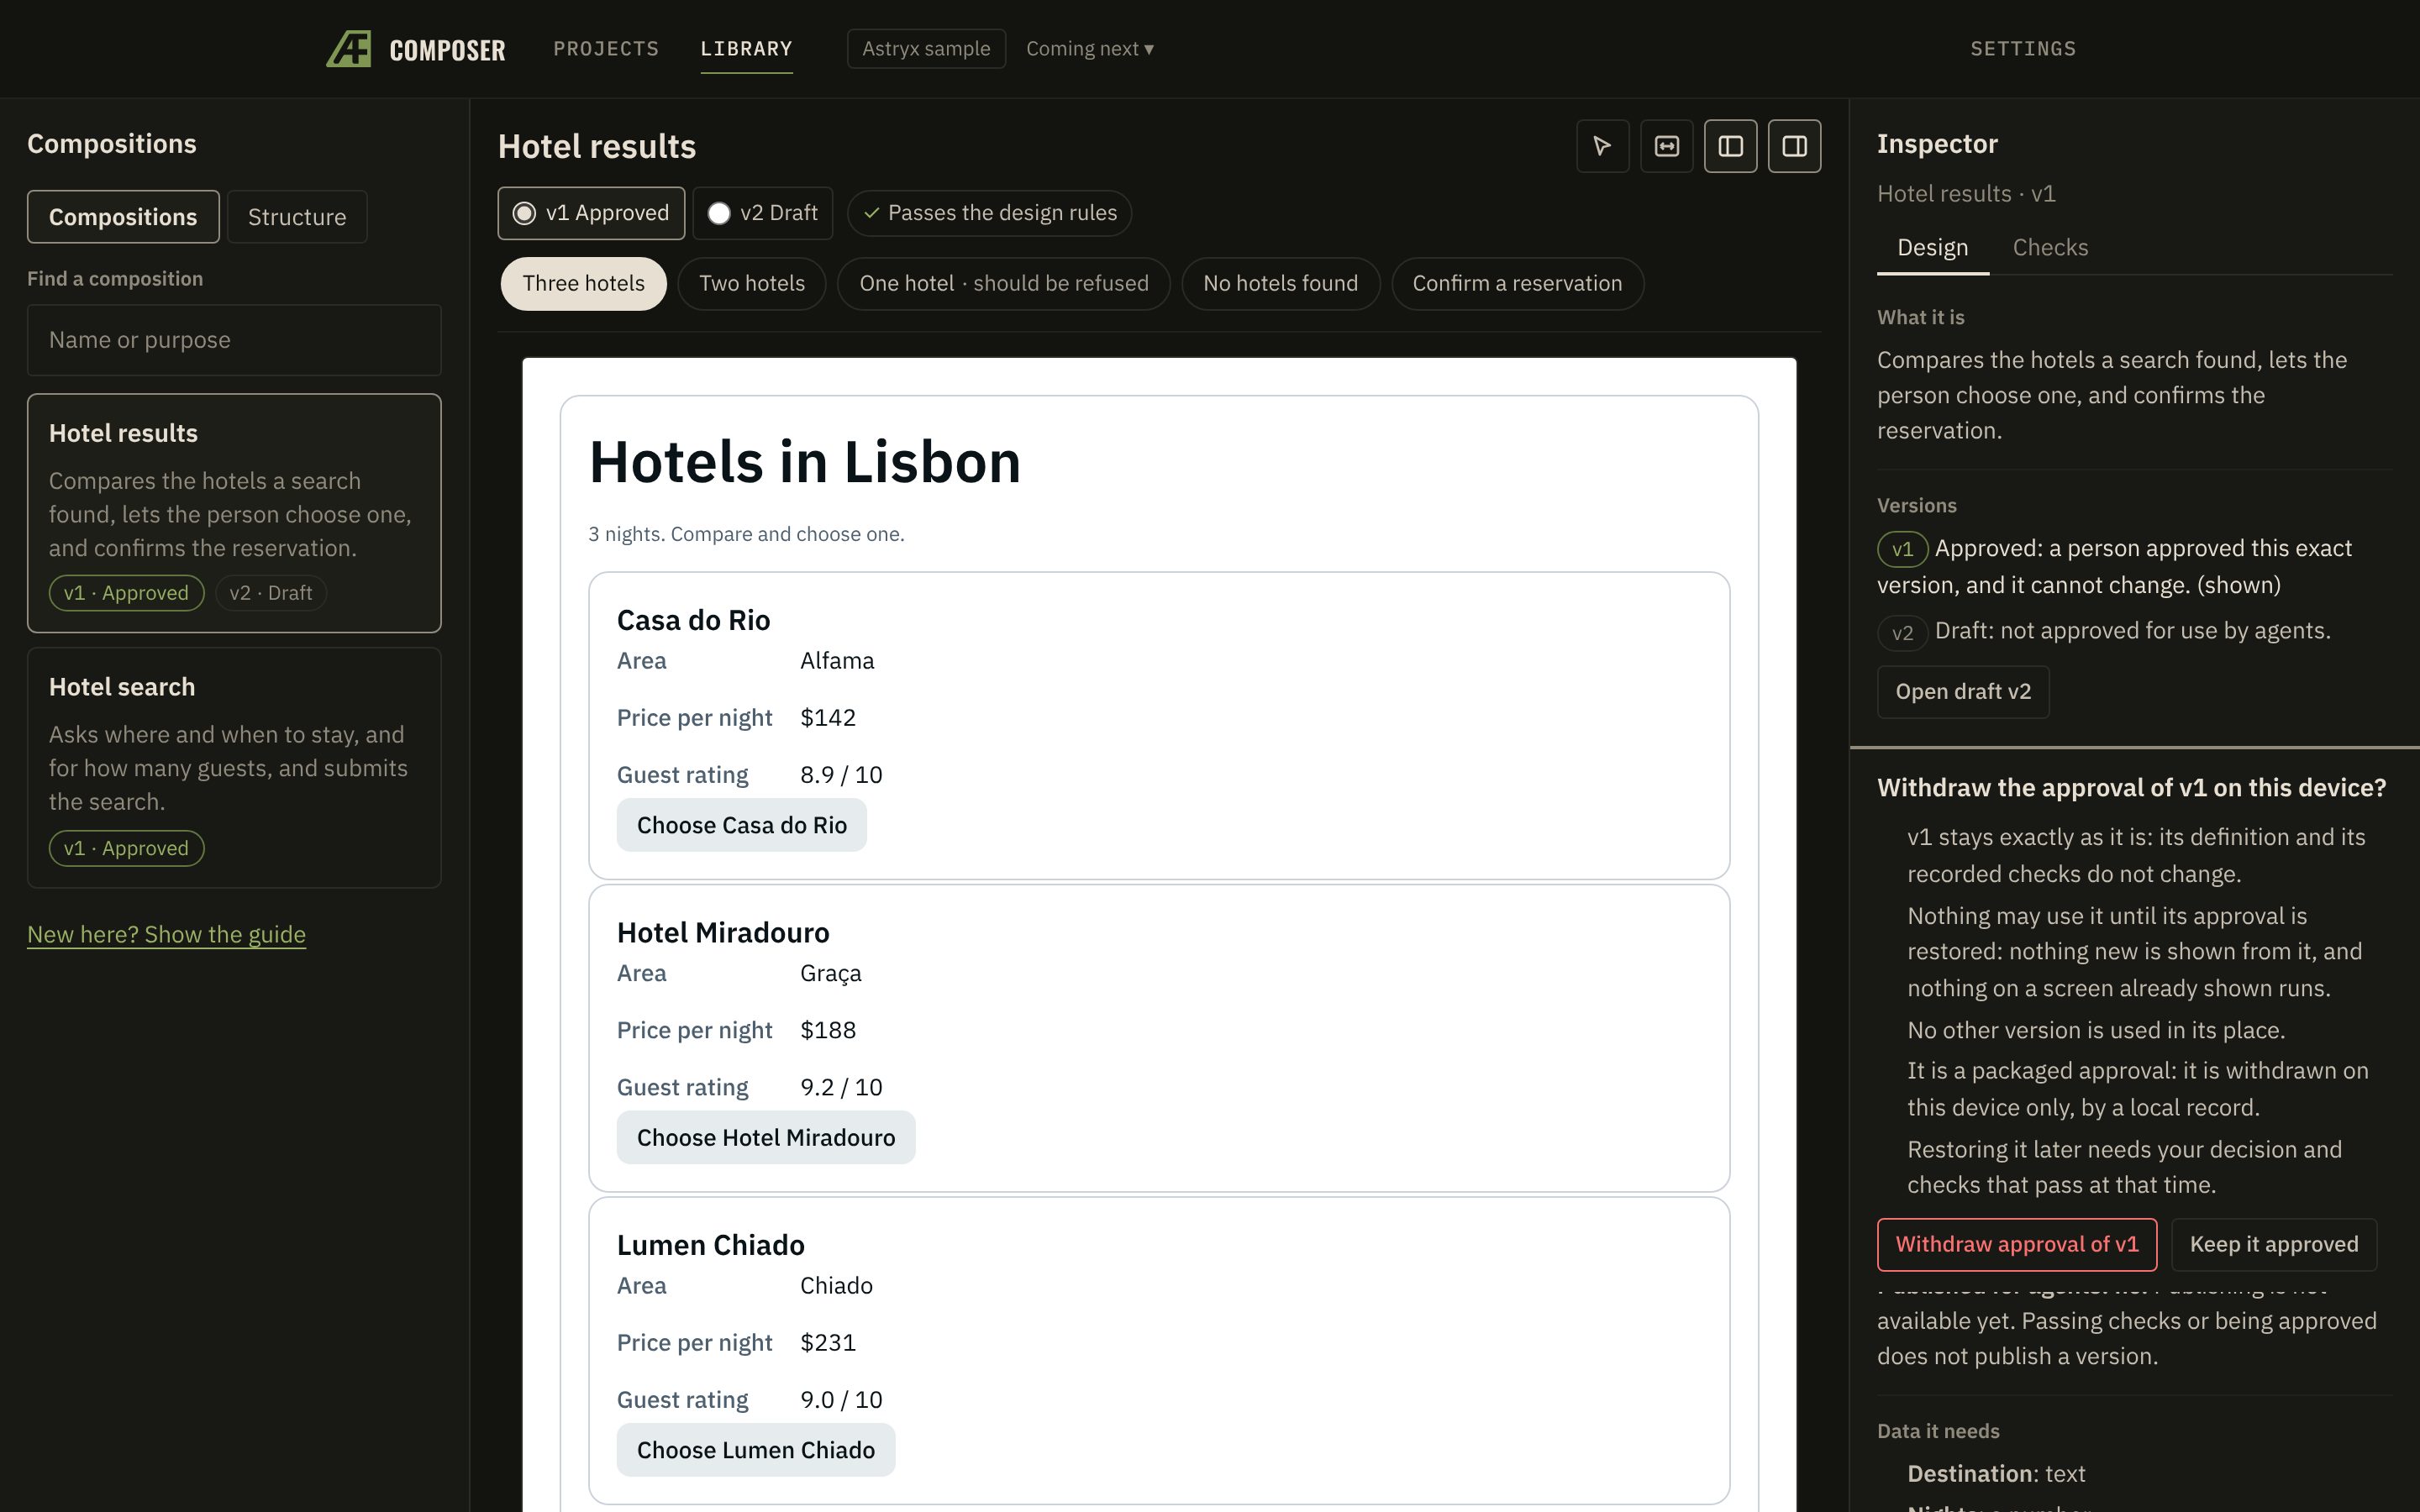 COMPOSER
PROJECTS
LIBRARY
Astryx sample
Coming next ▾
SETTINGS
Compositions
Compositions
Structure
Find a composition
Name or purpose
Hotel results
Compares the hotels a search
found, lets the person choose one,
and confirms the reservation.
v1 · Approved
v2 · Draft
Hotel search
Asks where and when to stay, and
for how many guests, and submits
the search.
v1 · Approved
New here? Show the guide
Hotel results
v1 Approved
v2 Draft
✓ Passes the design rules
Three hotels
Two hotels
One hotel · should be refused
No hotels found
Confirm a reservation
Hotels in Lisbon
3 nights. Compare and choose one.
Casa do Rio
Area Alfama
Price per night $142
Guest rating 8.9 / 10
Choose Casa do Rio
Hotel Miradouro
Area Graça
Price per night $188
Guest rating 9.2 / 10
Choose Hotel Miradouro
Lumen Chiado
Area Chiado
Price per night $231
Guest rating 9.0 / 10
Choose Lumen Chiado
Inspector
Hotel results · v1
Design
Checks
What it is
Compares the hotels a search found, lets the
person choose one, and confirms the
reservation.
Versions
v1 Approved: a person approved this exact
version, and it cannot change. (shown)
v2 Draft: not approved for use by agents.
Open draft v2
Withdraw the approval of v1 on this device?
v1 stays exactly as it is: its definition and its
recorded checks do not change.
Nothing may use it until its approval is
restored: nothing new is shown from it, and
nothing on a screen already shown runs.
No other version is used in its place.
It is a packaged approval: it is withdrawn on
this device only, by a local record.
Restoring it later needs your decision and
checks that pass at that time.
Withdraw approval of v1
Keep it approved
available yet. Passing checks or being approved
does not publish a version.
Data it needs
Destination: text